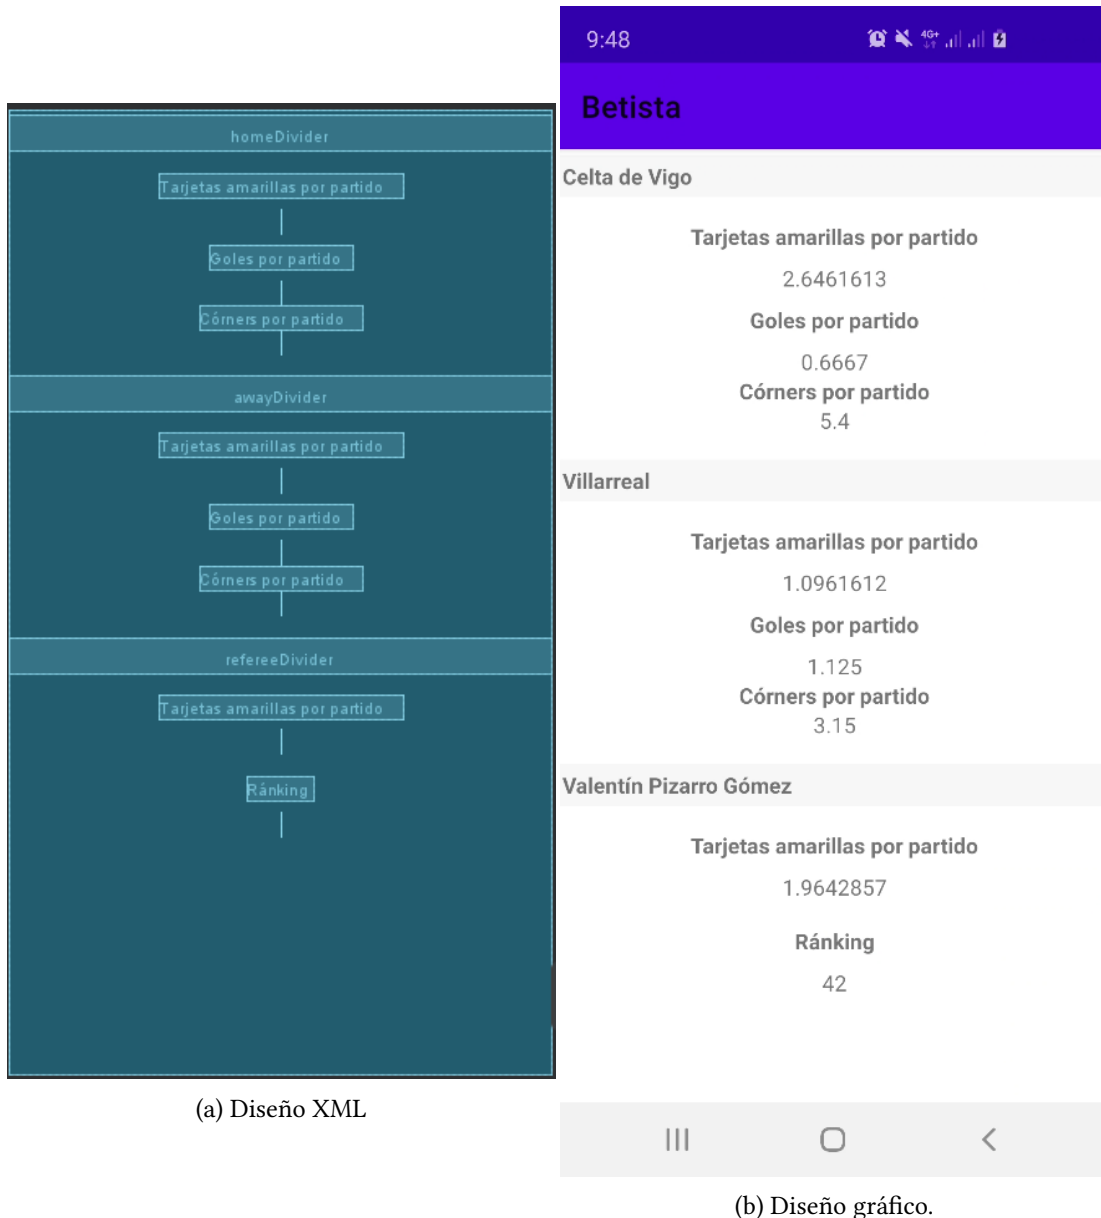 homeDivider
Tarjetas amarillas por partido
Goles por partido
Córners por partido
awayDivider
Tarjetas amarillas por partido
Goles por partido
Córners por partido
refereeDivider
Tarjetas amarillas por partido
Ránking
(a) Diseño XML
9:48
4G+
Betista
Celta de Vigo
Tarjetas amarillas por partido
2.6461613
Goles por partido
0.6667
Córners por partido
5.4
Villarreal
Tarjetas amarillas por partido
1.0961612
Goles por partido
1.125
Córners por partido
3.15
Valentín Pizarro Gómez
Tarjetas amarillas por partido
1.9642857
Ránking
42
(b) Diseño gráfico.